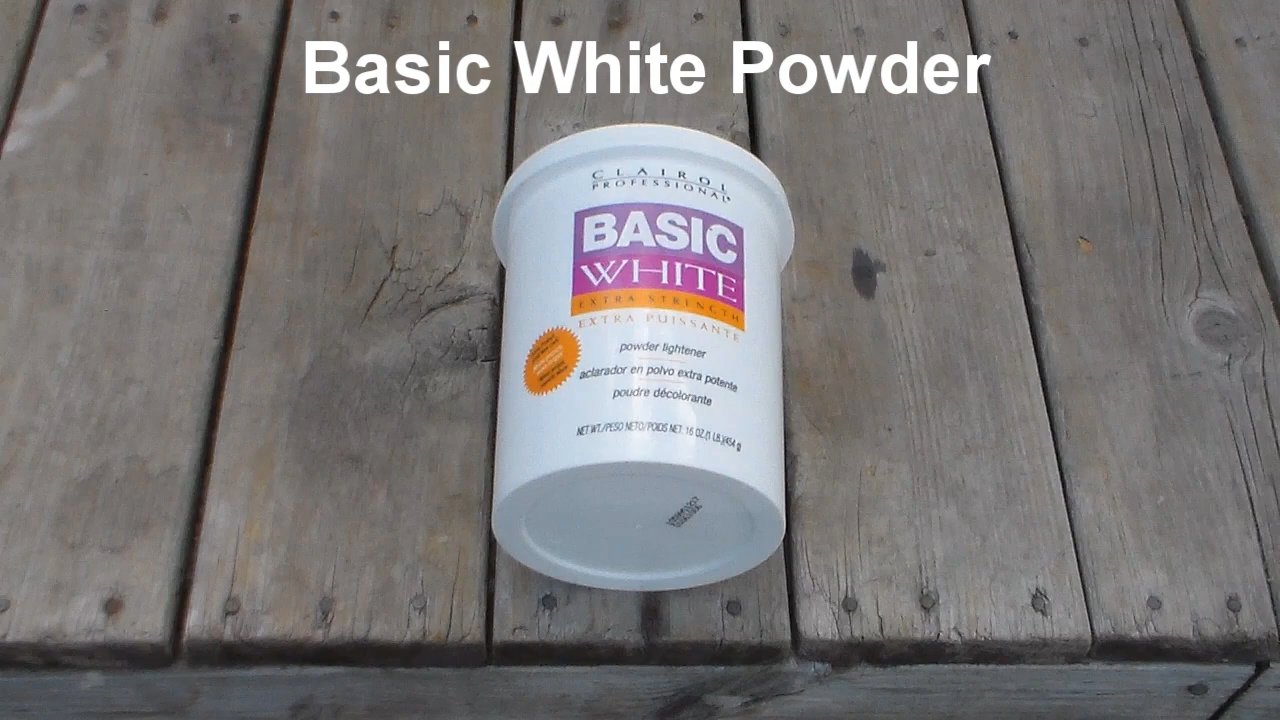 Basic White Powder
CLAIROL
PROFESSIONAL
BASIC
WHITE
EXTRA STRENGTH
EXTRA PUISSANTE
powder lightener
aclarador en polvo extra potente
poudre décolorante
NET WT./PESO NETO/POIDS NET: 16 OZ.(1 LB.)(454 g